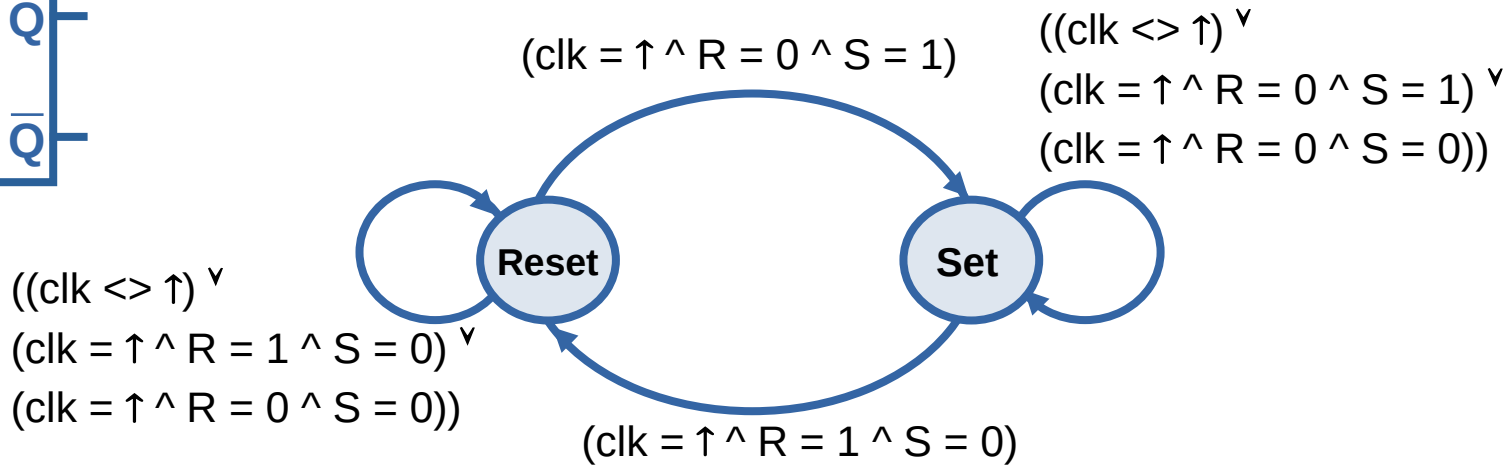 Q
Q̅
(clk = ↑ ^ R = 0 ^ S = 1)
((clk <> ↑) ˅
(clk = ↑ ^ R = 0 ^ S = 1) ˅
(clk = ↑ ^ R = 0 ^ S = 0))
Reset
Set
((clk <> ↑) ˅
(clk = ↑ ^ R = 1 ^ S = 0) ˅
(clk = ↑ ^ R = 0 ^ S = 0))
(clk = ↑ ^ R = 1 ^ S = 0)